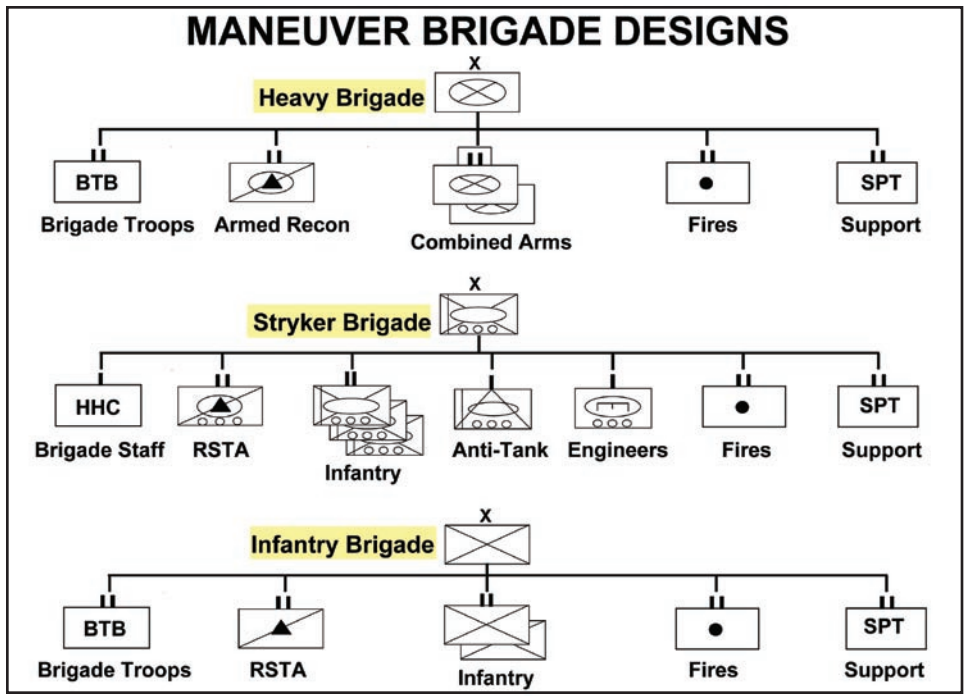 MANEUVER BRIGADE DESIGNS
X
Heavy Brigade
BTB
SPT
Brigade Troops
Armed Recon
Combined Arms
Fires
Support
X
Stryker Brigade
HHC
SPT
Brigade Staff
RSTA
Infantry
Anti-Tank
Engineers
Fires
Support
X
Infantry Brigade
BTB
SPT
Brigade Troops
RSTA
Infantry
Fires
Support